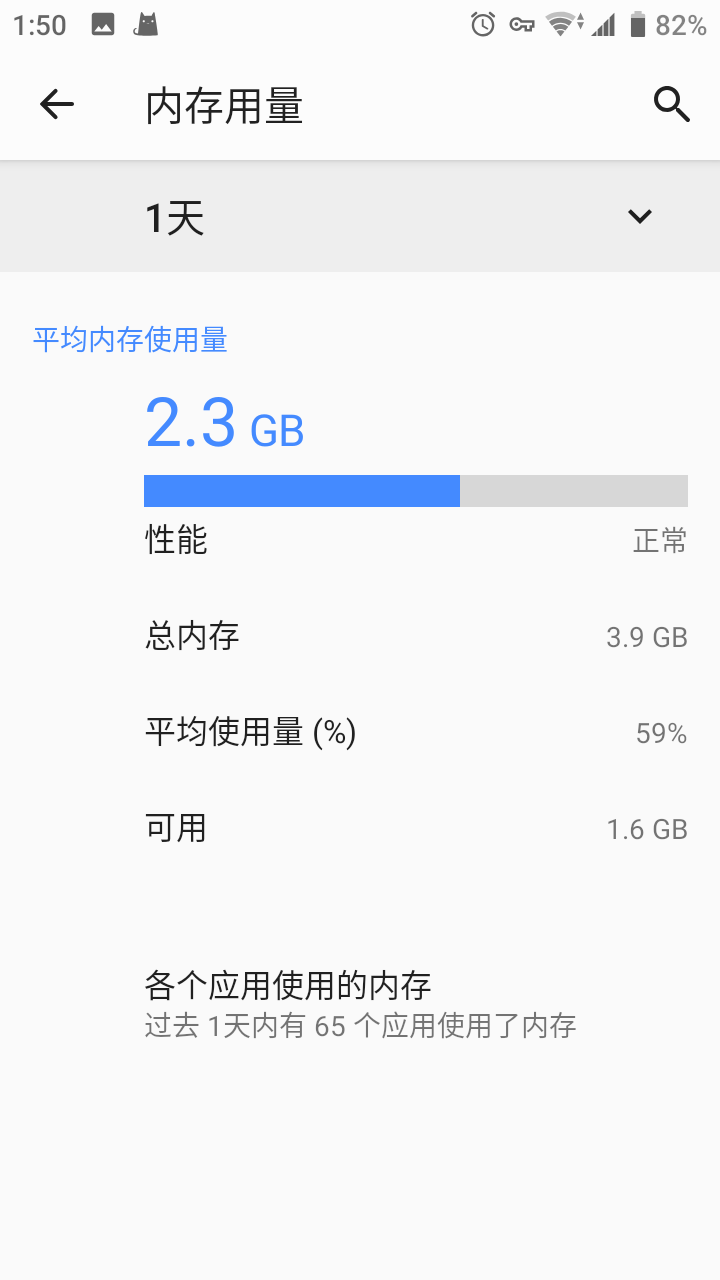 1:50 82%
内存用量
1天
平均内存使用量
2.3 GB
性能 正常
总内存 3.9 GB
平均使用量 (%) 59%
可用 1.6 GB
各个应用使用的内存
过去 1天内有 65 个应用使用了内存